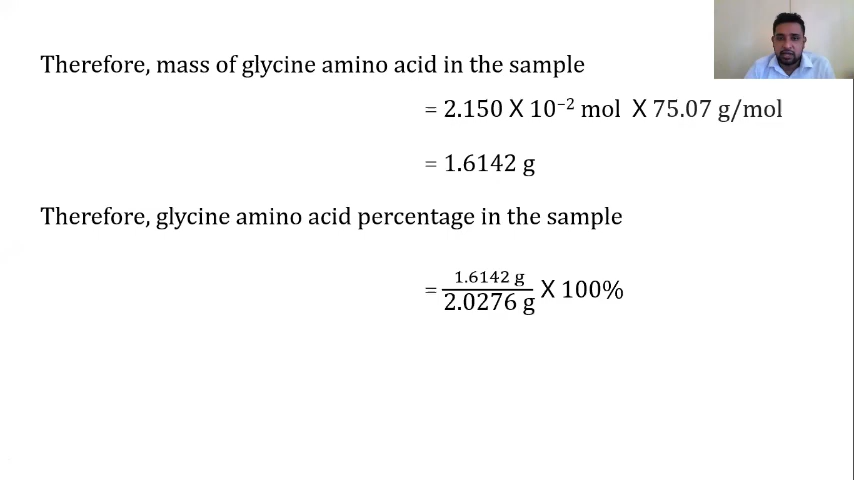 Therefore, mass of glycine amino acid in the sample
= 2.150 X 10⁻² mol X 75.07 g/mol
= 1.6142 g
Therefore, glycine amino acid percentage in the sample
= 1.6142 g / 2.0276 g X 100%